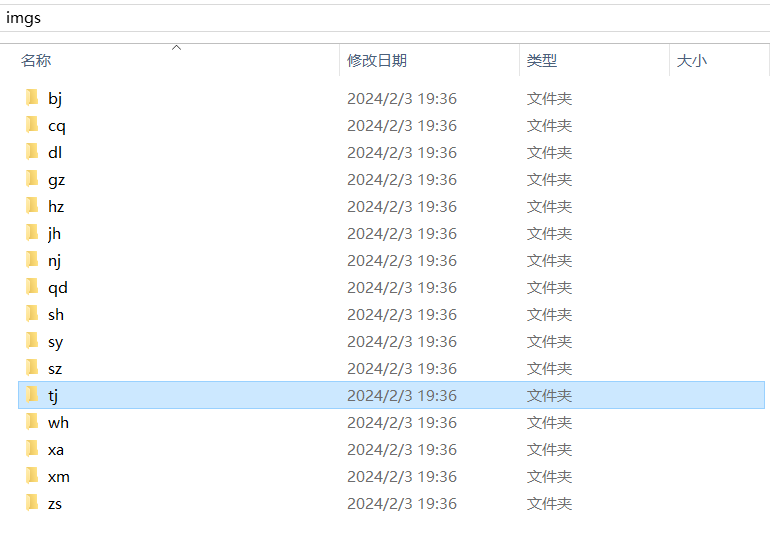 imgs
名称 修改日期 类型 大小
bj 2024/2/3 19:36 文件夹
cq 2024/2/3 19:36 文件夹
dl 2024/2/3 19:36 文件夹
gz 2024/2/3 19:36 文件夹
hz 2024/2/3 19:36 文件夹
jh 2024/2/3 19:36 文件夹
nj 2024/2/3 19:36 文件夹
qd 2024/2/3 19:36 文件夹
sh 2024/2/3 19:36 文件夹
sy 2024/2/3 19:36 文件夹
sz 2024/2/3 19:36 文件夹
tj 2024/2/3 19:36 文件夹
wh 2024/2/3 19:36 文件夹
xa 2024/2/3 19:36 文件夹
xm 2024/2/3 19:36 文件夹
zs 2024/2/3 19:36 文件夹